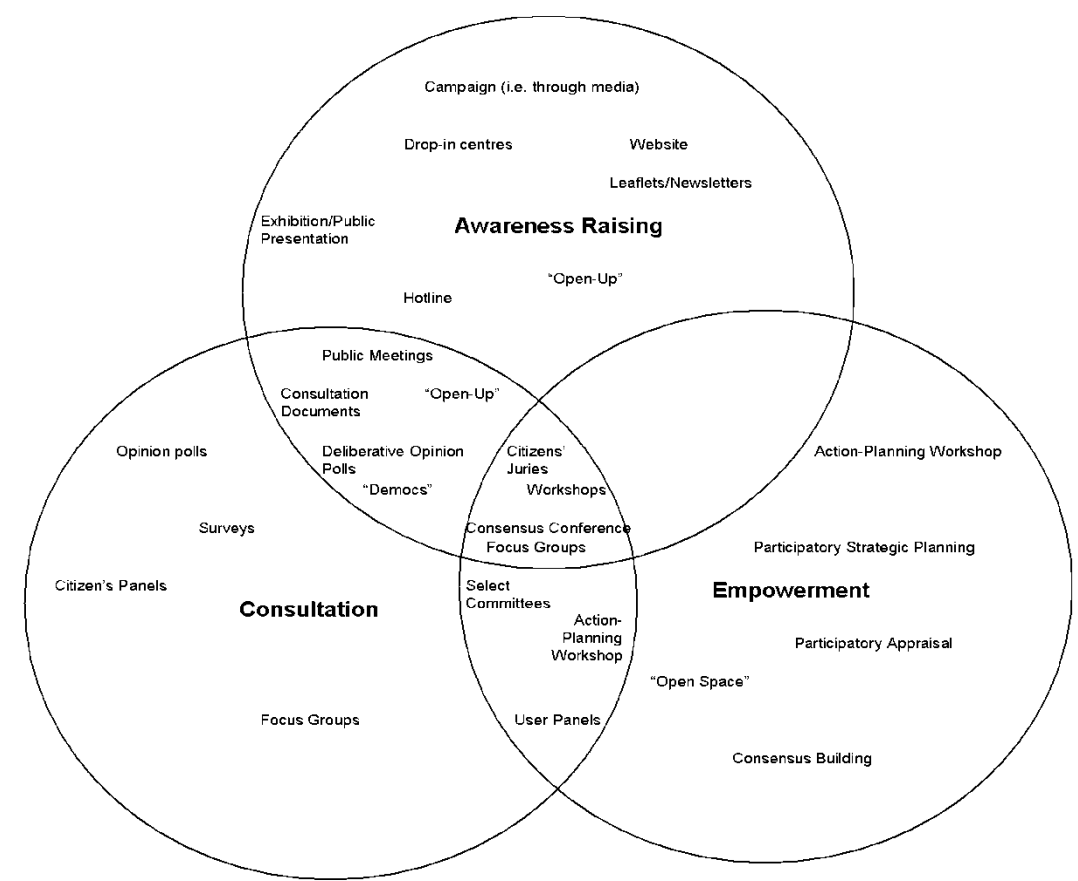 Campaign (i.e. through media)
Drop-in centres
Website
Leaflets/Newsletters
Exhibition/Public
Presentation
Awareness Raising
"Open-Up"
Hotline
Public Meetings
Consultation
Documents
"Open-Up"
Opinion polls
Deliberative Opinion
Polls
"Democs"
Citizens'
Juries
Workshops
Action-Planning Workshop
Surveys
Consensus Conference
Focus Groups
Participatory Strategic Planning
Citizen's Panels
Consultation
Select
Committees
Empowerment
Action-
Planning
Workshop
Participatory Appraisal
"Open Space"
Focus Groups
User Panels
Consensus Building